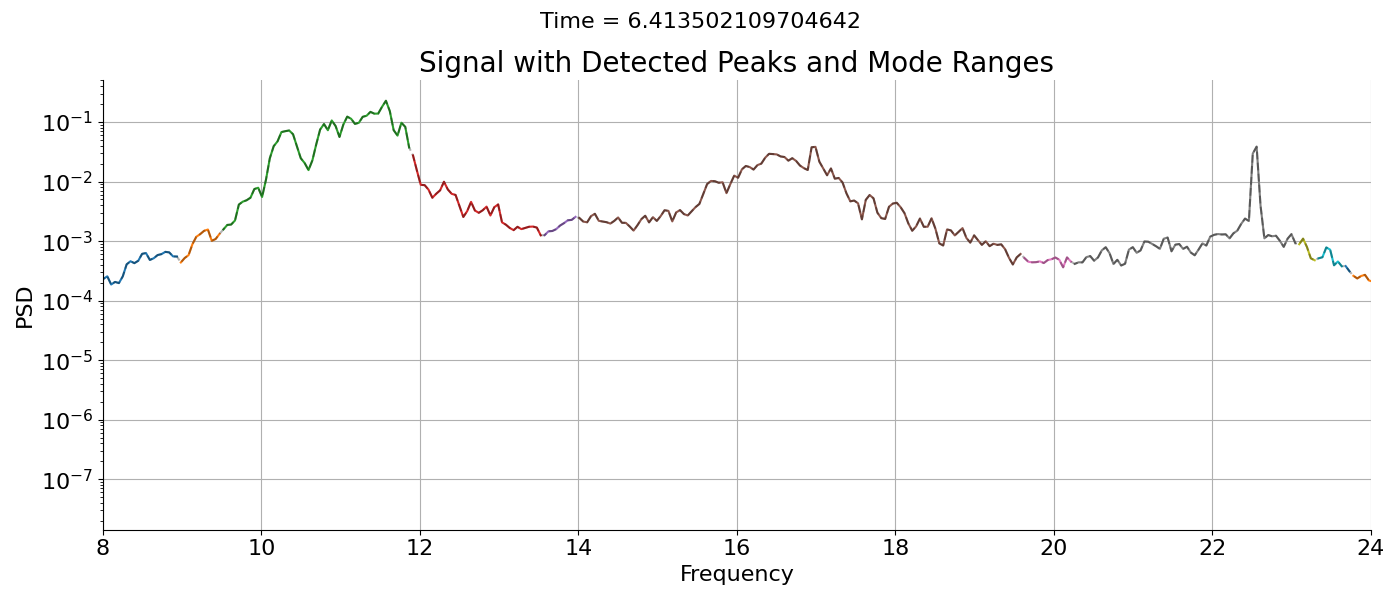 Time = 6.413502109704642
Signal with Detected Peaks and Mode Ranges
PSD
10⁻¹
10⁻²
10⁻³
10⁻⁴
10⁻⁵
10⁻⁶
10⁻⁷
8 10 12 14 16 18 20 22 24
Frequency